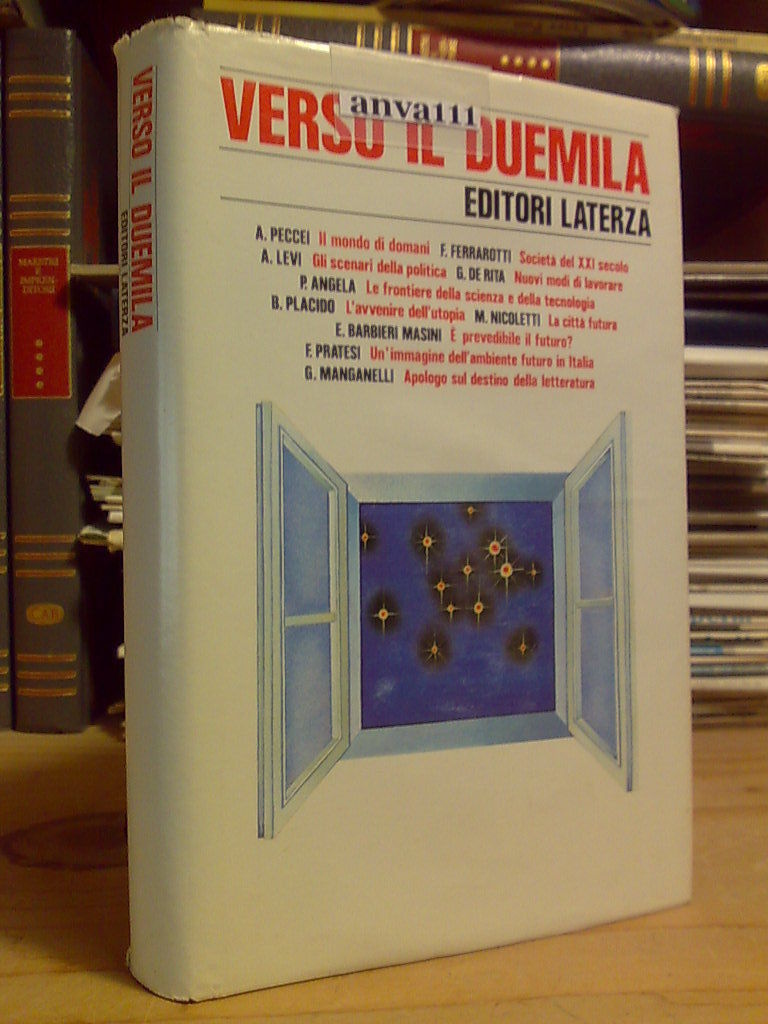 anva111
VERSO IL DUEMILA
EDITORI LATERZA
A. PECCEI Il mondo di domani F. FERRAROTTI Società del XXI secolo
A. LEVI Gli scenari della politica G. DE RITA Nuovi modi di lavorare
P. ANGELA Le frontiere della scienza e della tecnologia
B. PLACIDO L'avvenire dell'utopia M. NICOLETTI La città futura
E. BARBIERI MASINI È prevedibile il futuro?
F. PRATESI Un'immagine dell'ambiente futuro in Italia
G. MANGANELLI Apologo sul destino della letteratura
VERSO IL DUEMILA
EDITORI LATERZA
MAESTRI
E
IMPREN-
DITORI